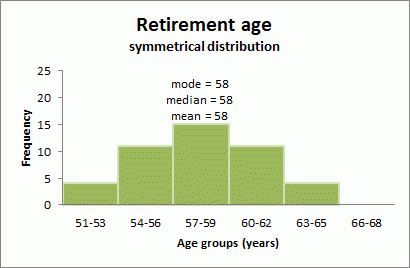 Retirement age
symmetrical distribution
mode = 58
median = 58
mean = 58
25
20
15
10
5
0
Frequency
51-53 54-56 57-59 60-62 63-65 66-68
Age groups (years)